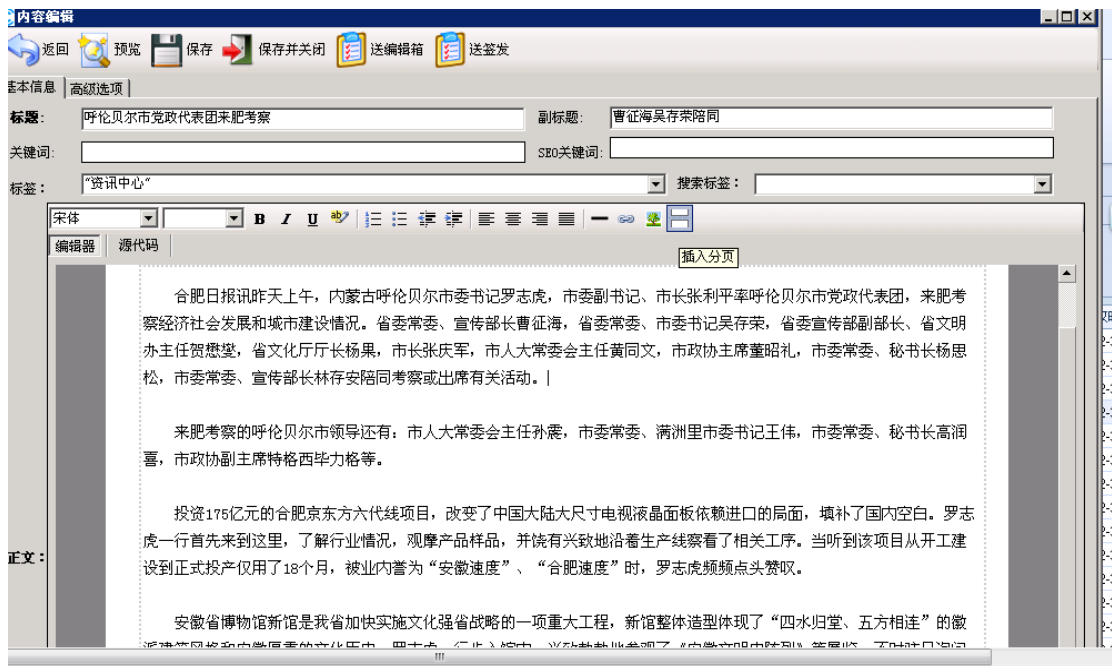 内容编辑
返回 预览 保存 保存并关闭 送编辑箱 送签发
基本信息 高级选项
标题: 呼伦贝尔市党政代表团来肥考察 副标题: 曹征海吴存荣陪同
关键词: SEO关键词:
标签： "资讯中心" 搜索标签：
宋体 B I U ab
编辑器 源代码
插入分页
合肥日报讯昨天上午，内蒙古呼伦贝尔市委书记罗志虎，市委副书记、市长张利平率呼伦贝尔市党政代表团，来肥考
察经济社会发展和城市建设情况。省委常委、宣传部长曹征海，省委常委、市委书记吴存荣，省委宣传部副部长、省文明
办主任贺懋燮，省文化厅厅长杨果，市长张庆军，市人大常委会主任黄同文，市政协主席董昭礼，市委常委、秘书长杨思
松，市委常委、宣传部长林存安陪同考察或出席有关活动。
来肥考察的呼伦贝尔市领导还有：市人大常委会主任孙震，市委常委、满洲里市委书记王伟，市委常委、秘书长高润
喜，市政协副主席特格西毕力格等。
投资175亿元的合肥京东方六代线项目，改变了中国大陆大尺寸电视液晶面板依赖进口的局面，填补了国内空白。罗志
虎一行首先来到这里，了解行业情况，观摩产品样品，并饶有兴致地沿着生产线察看了相关工序。当听到该项目从开工建
设到正式投产仅用了18个月，被业内誉为“安徽速度”、“合肥速度”时，罗志虎频频点头赞叹。
正文：
安徽省博物馆新馆是我省加快实施文化强省战略的一项重大工程，新馆整体造型体现了“四水归堂、五方相连”的徽